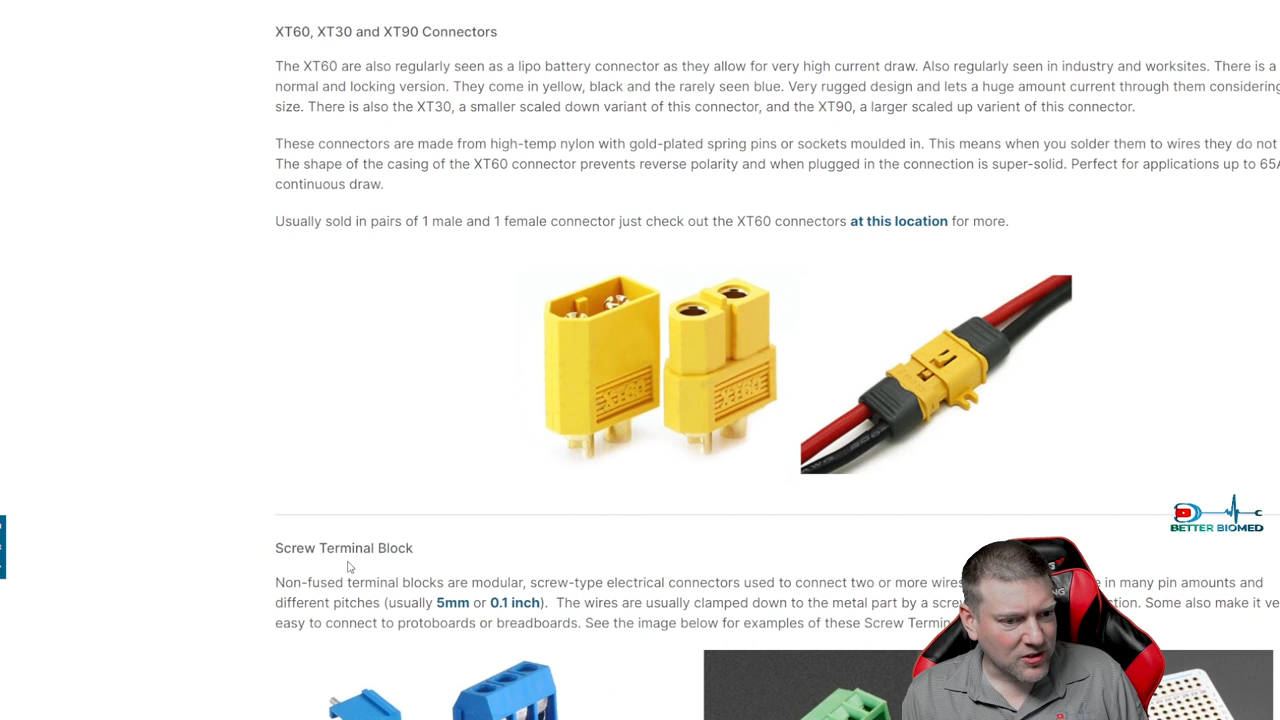 XT60, XT30 and XT90 Connectors
The XT60 are also regularly seen as a lipo battery connector as they allow for very high current draw. Also regularly seen in industry and worksites. There is a
normal and locking version. They come in yellow, black and the rarely seen blue. Very rugged design and lets a huge amount current through them considering
size. There is also the XT30, a smaller scaled down variant of this connector, and the XT90, a larger scaled up varient of this connector.
These connectors are made from high-temp nylon with gold-plated spring pins or sockets moulded in. This means when you solder them to wires they do not
The shape of the casing of the XT60 connector prevents reverse polarity and when plugged in the connection is super-solid. Perfect for applications up to 65A
continuous draw.
Usually sold in pairs of 1 male and 1 female connector just check out the XT60 connectors at this location for more.
XT60
XT60
BETTER BIOMED
Screw Terminal Block
Non-fused terminal blocks are modular, screw-type electrical connectors used to connect two or more wires in many pin amounts and
different pitches (usually 5mm or 0.1 inch). The wires are usually clamped down to the metal part by a screw. Some also make it
easy to connect to protoboards or breadboards. See the image below for examples of these Screw